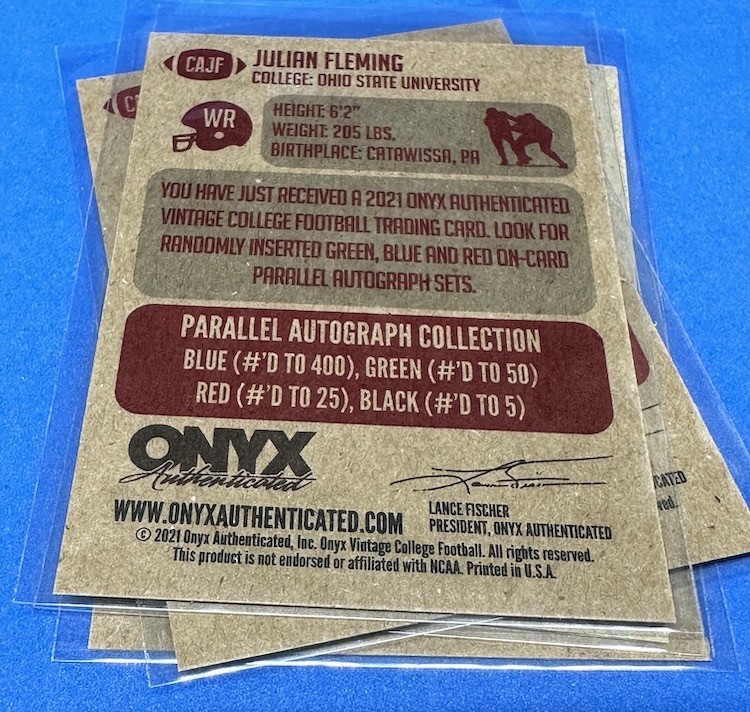 CAJF
JULIAN FLEMING
COLLEGE: OHIO STATE UNIVERSITY
WR
HEIGHT: 6'2"
WEIGHT: 205 LBS.
BIRTHPLACE: CATAWISSA, PA
YOU HAVE JUST RECEIVED A 2021 ONYX AUTHENTICATED
VINTAGE COLLEGE FOOTBALL TRADING CARD. LOOK FOR
RANDOMLY INSERTED GREEN, BLUE AND RED ON-CARD
PARALLEL AUTOGRAPH SETS.
PARALLEL AUTOGRAPH COLLECTION
BLUE (#'D TO 400), GREEN (#'D TO 50)
RED (#'D TO 25), BLACK (#'D TO 5)
ONYX
Authenticated
WWW.ONYXAUTHENTICATED.COM
LANCE FISCHER
PRESIDENT, ONYX AUTHENTICATED
© 2021 Onyx Authenticated, Inc. Onyx Vintage College Football. All rights reserved.
This product is not endorsed or affiliated with NCAA. Printed in U.S.A.